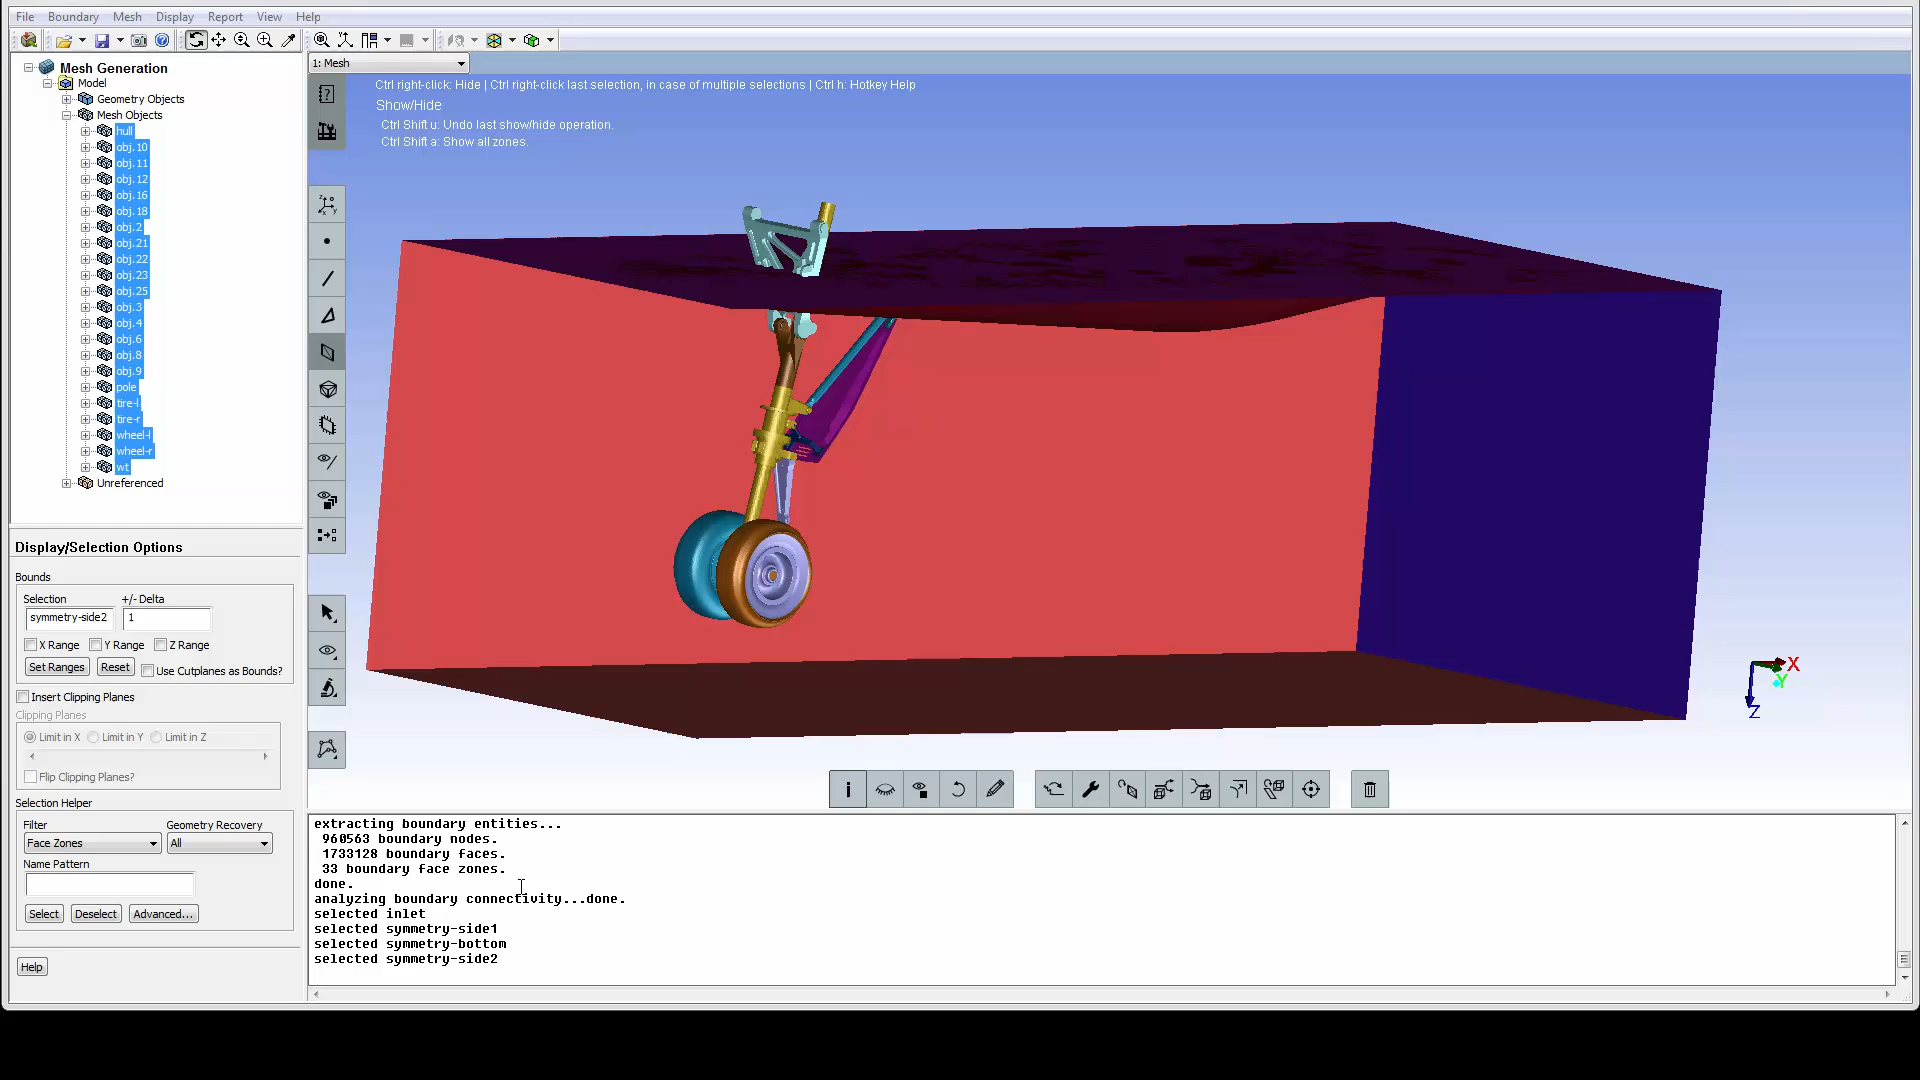 File Boundary Mesh Display Report View Help
1: Mesh
Mesh Generation
Model
Geometry Objects
Mesh Objects
hull
obj.10
obj.11
obj.12
obj.16
obj.18
obj.2
obj.21
obj.22
obj.23
obj.25
obj.3
obj.4
obj.6
obj.8
obj.9
pole
tire-l
tire-r
wheel-l
wheel-r
wt
Unreferenced
Ctrl right-click: Hide | Ctrl right-click last selection, in case of multiple selections | Ctrl h: Hotkey Help
Show/Hide
Ctrl Shift u: Undo last show/hide operation.
Ctrl Shift a: Show all zones.
X
Y
Z
Display/Selection Options
Bounds
Selection +/- Delta
symmetry-side2 1
X Range Y Range Z Range
Set Ranges Reset Use Cutplanes as Bounds?
Insert Clipping Planes
Clipping Planes
Limit in X Limit in Y Limit in Z
Flip Clipping Planes?
Selection Helper
Filter Geometry Recovery
Face Zones All
Name Pattern
Select Deselect Advanced...
Help
extracting boundary entities...
960563 boundary nodes.
1733128 boundary faces.
33 boundary face zones.
done.
analyzing boundary connectivity...done.
selected inlet
selected symmetry-side1
selected symmetry-bottom
selected symmetry-side2